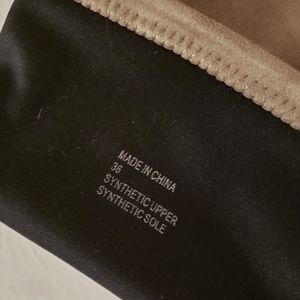 MADE IN CHINA
36
SYNTHETIC UPPER
SYNTHETIC SOLE